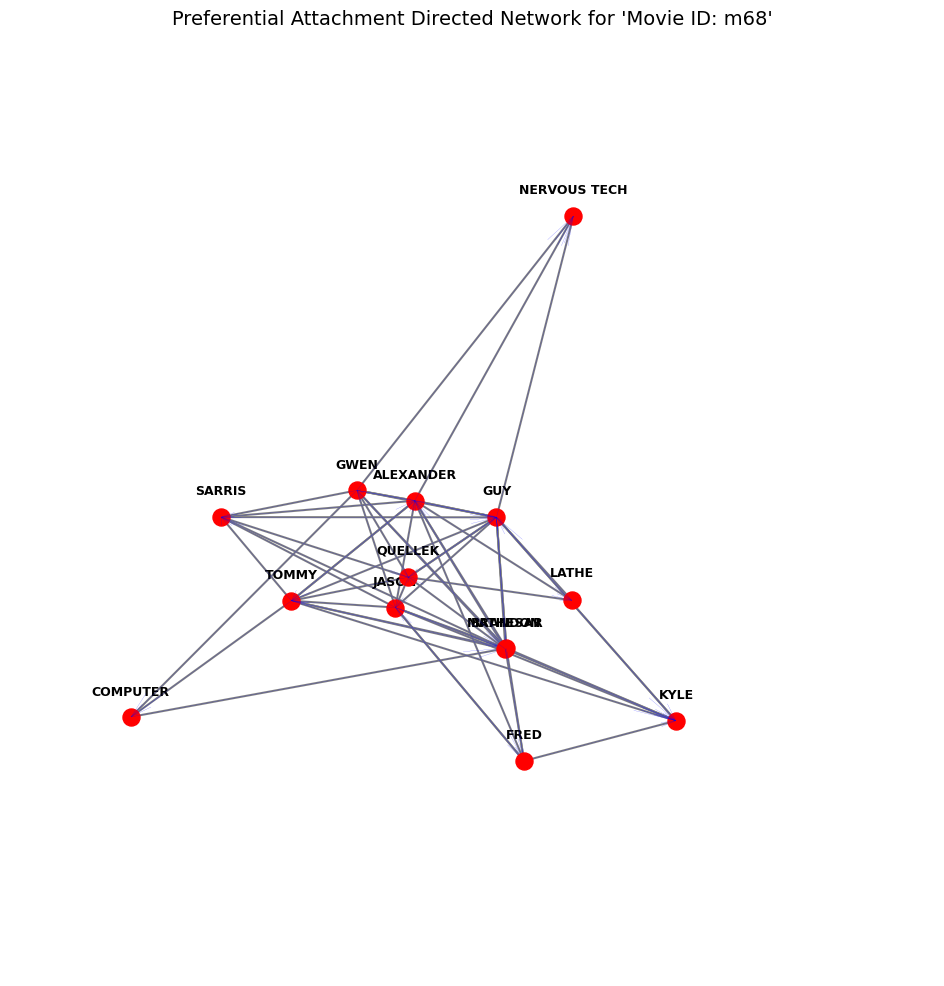 Preferential Attachment Directed Network for 'Movie ID: m68'
NERVOUS TECH
GWEN
ALEXANDER
SARRIS
GUY
QUELLEK
TOMMY
JASON
LATHE
COMPUTER
KYLE
FRED